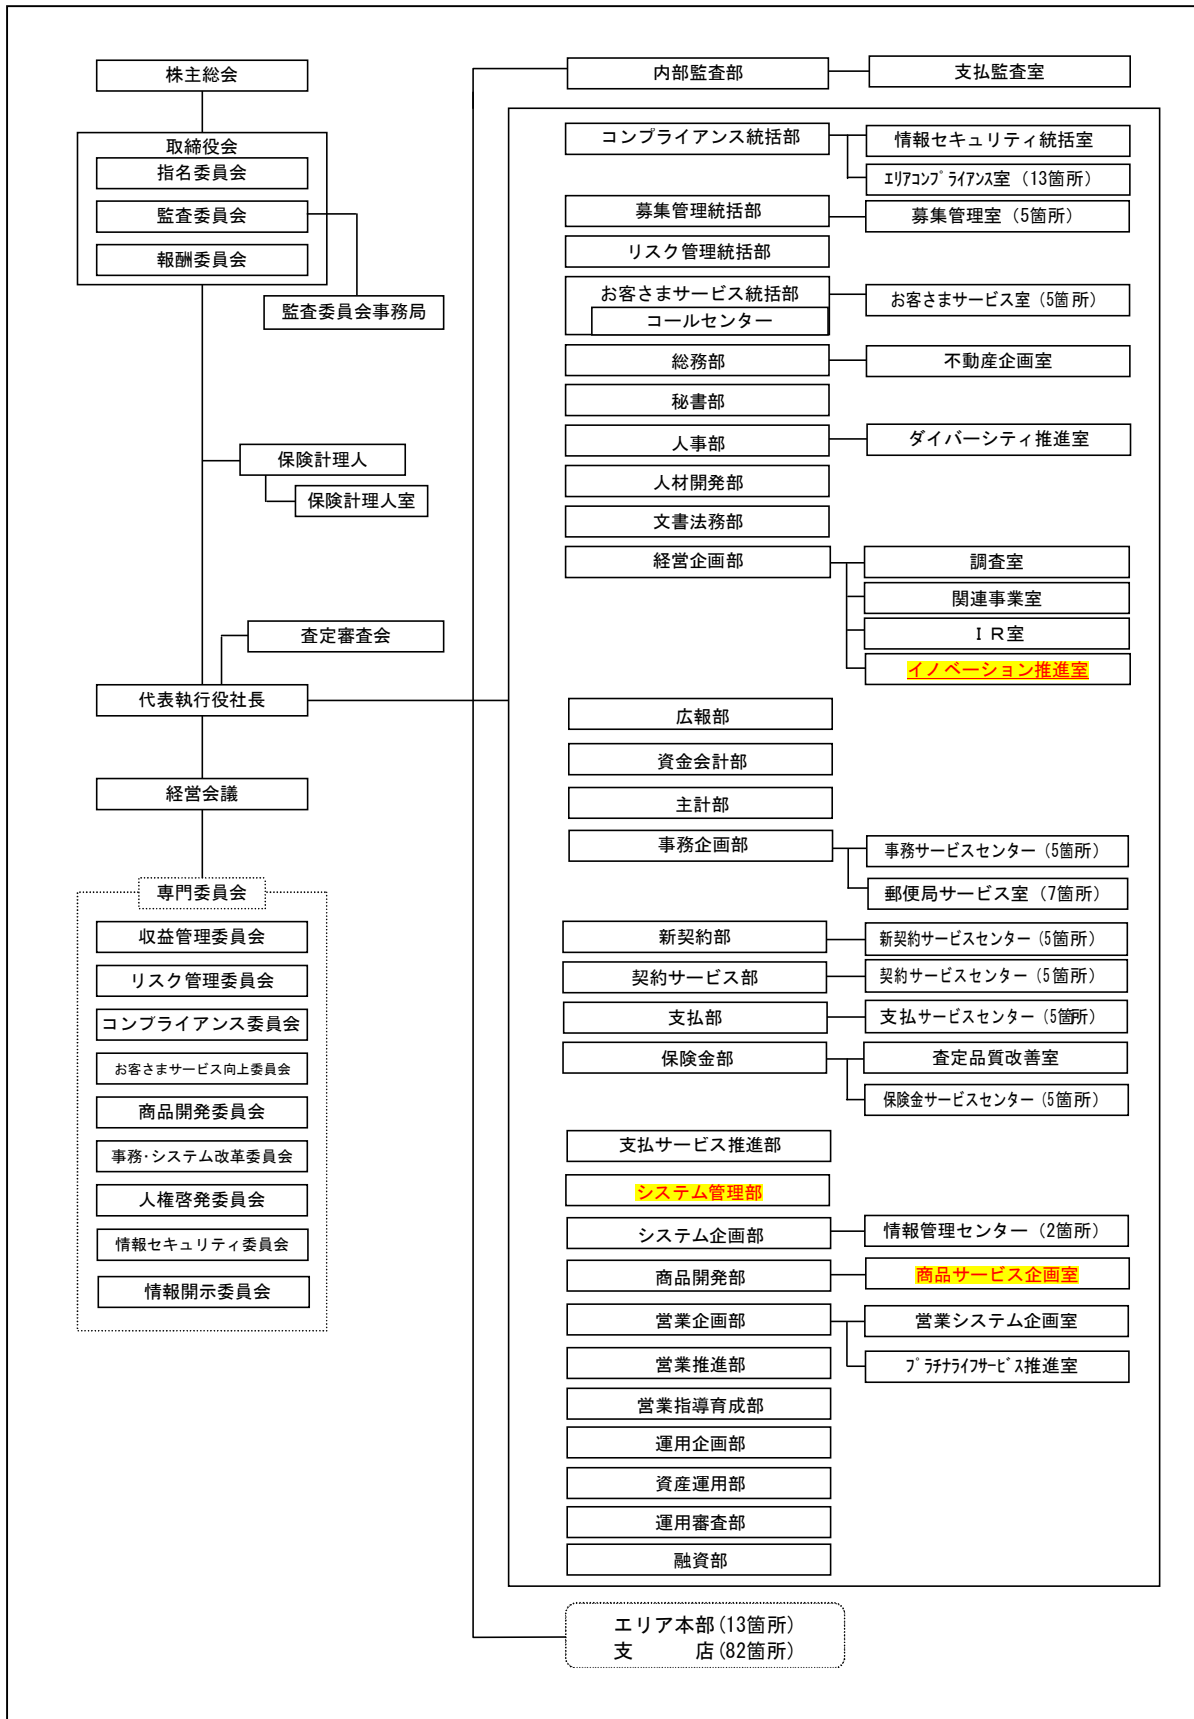 株主総会
取締役会
指名委員会
監査委員会
報酬委員会
監査委員会事務局
保険計理人
保険計理人室
査定審査会
代表執行役社長
経営会議
専門委員会
収益管理委員会
リスク管理委員会
コンプライアンス委員会
お客さまサービス向上委員会
商品開発委員会
事務・システム改革委員会
人権啓発委員会
情報セキュリティ委員会
情報開示委員会
内部監査部
支払監査室
コンプライアンス統括部
情報セキュリティ統括室
エリアコンプライアンス室（13箇所）
募集管理統括部
募集管理室（5箇所）
リスク管理統括部
お客さまサービス統括部
お客さまサービス室（5箇所）
コールセンター
総務部
不動産企画室
秘書部
人事部
ダイバーシティ推進室
人材開発部
文書法務部
経営企画部
調査室
関連事業室
ＩＲ室
イノベーション推進室
広報部
資金会計部
主計部
事務企画部
事務サービスセンター（5箇所）
郵便局サービス室（7箇所）
新契約部
新契約サービスセンター（5箇所）
契約サービス部
契約サービスセンター（5箇所）
支払部
支払サービスセンター（5箇所）
保険金部
査定品質改善室
保険金サービスセンター（5箇所）
支払サービス推進部
システム管理部
システム企画部
情報管理センター（2箇所）
商品開発部
商品サービス企画室
営業企画部
営業システム企画室
プラチナライフサービス推進室
営業推進部
営業指導育成部
運用企画部
資産運用部
運用審査部
融資部
エリア本部(13箇所)
支　　　店(82箇所)